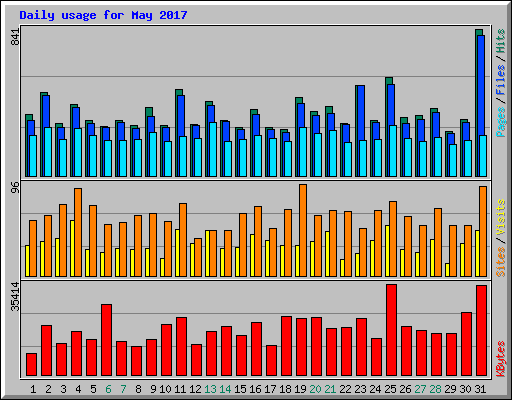 Daily usage for May 2017
841
Pages / Files / Hits
96
Sites / Visits
35414
KBytes
1 2 3 4 5 6 7 8 9 10 11 12 13 14 15 16 17 18 19 20 21 22 23 24 25 26 27 28 29 30 31